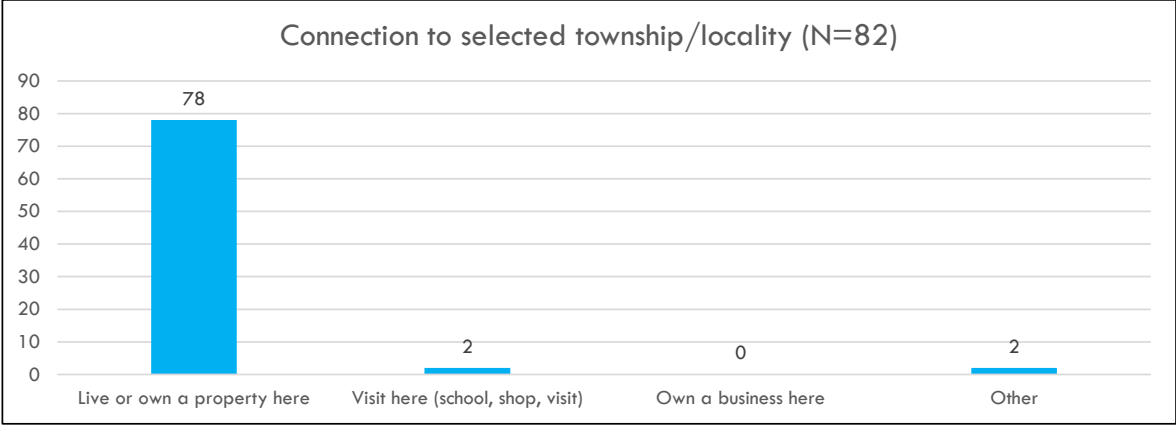 Connection to selected township/locality (N=82)
90
80
70
60
50
40
30
20
10
0
78
2
0
2
Live or own a property here
Visit here (school, shop, visit)
Own a business here
Other